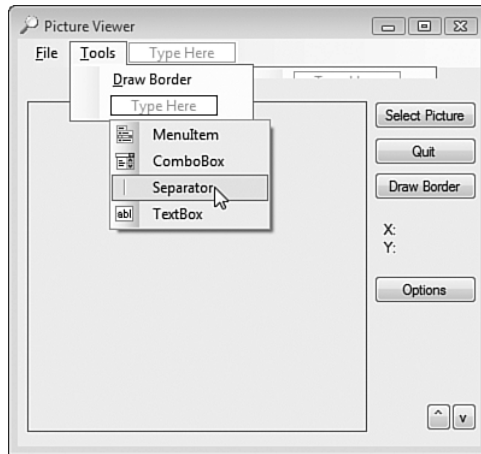 Picture Viewer
File Tools Type Here
Draw Border
Type Here
MenuItem
ComboBox
Separator
abl TextBox
Select Picture
Quit
Draw Border
X:
Y:
Options
^ v